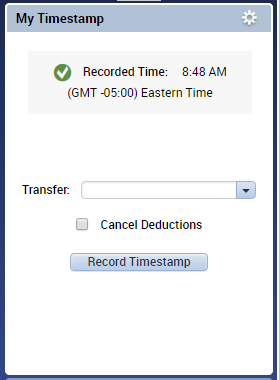 My Timestamp
Recorded Time: 8:48 AM
(GMT -05:00) Eastern Time
Transfer:
Cancel Deductions
Record Timestamp